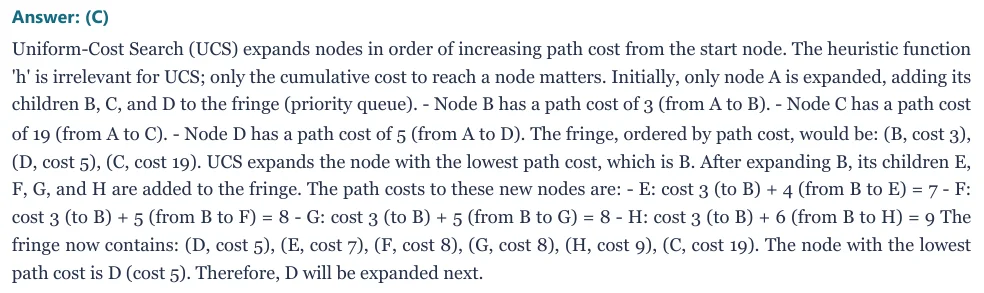 Answer: (C)
Uniform-Cost Search (UCS) expands nodes in order of increasing path cost from the start node. The heuristic function
'h' is irrelevant for UCS; only the cumulative cost to reach a node matters. Initially, only node A is expanded, adding its
children B, C, and D to the fringe (priority queue). - Node B has a path cost of 3 (from A to B). - Node C has a path cost
of 19 (from A to C). - Node D has a path cost of 5 (from A to D). The fringe, ordered by path cost, would be: (B, cost 3),
(D, cost 5), (C, cost 19). UCS expands the node with the lowest path cost, which is B. After expanding B, its children E,
F, G, and H are added to the fringe. The path costs to these new nodes are: - E: cost 3 (to B) + 4 (from B to E) = 7 - F:
cost 3 (to B) + 5 (from B to F) = 8 - G: cost 3 (to B) + 5 (from B to G) = 8 - H: cost 3 (to B) + 6 (from B to H) = 9 The
fringe now contains: (D, cost 5), (E, cost 7), (F, cost 8), (G, cost 8), (H, cost 9), (C, cost 19). The node with the lowest
path cost is D (cost 5). Therefore, D will be expanded next.